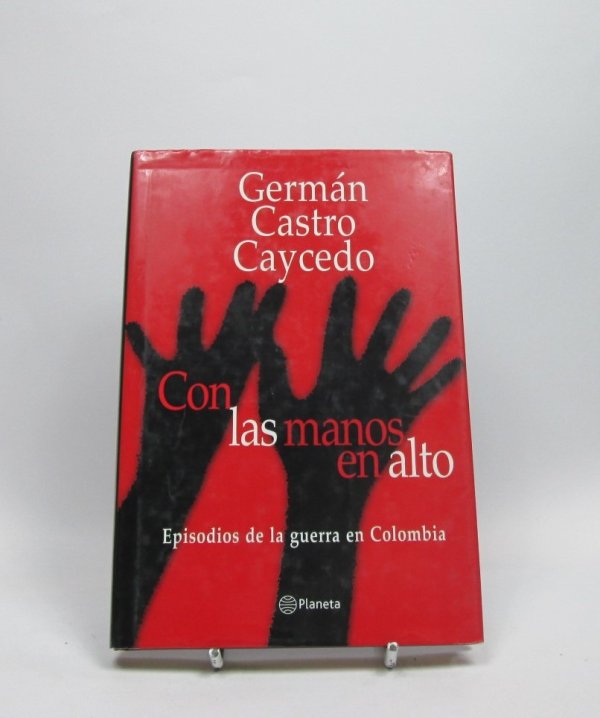 Germán
Castro
Caycedo
Con
las manos
en alto
Episodios de la guerra en Colombia
Planeta